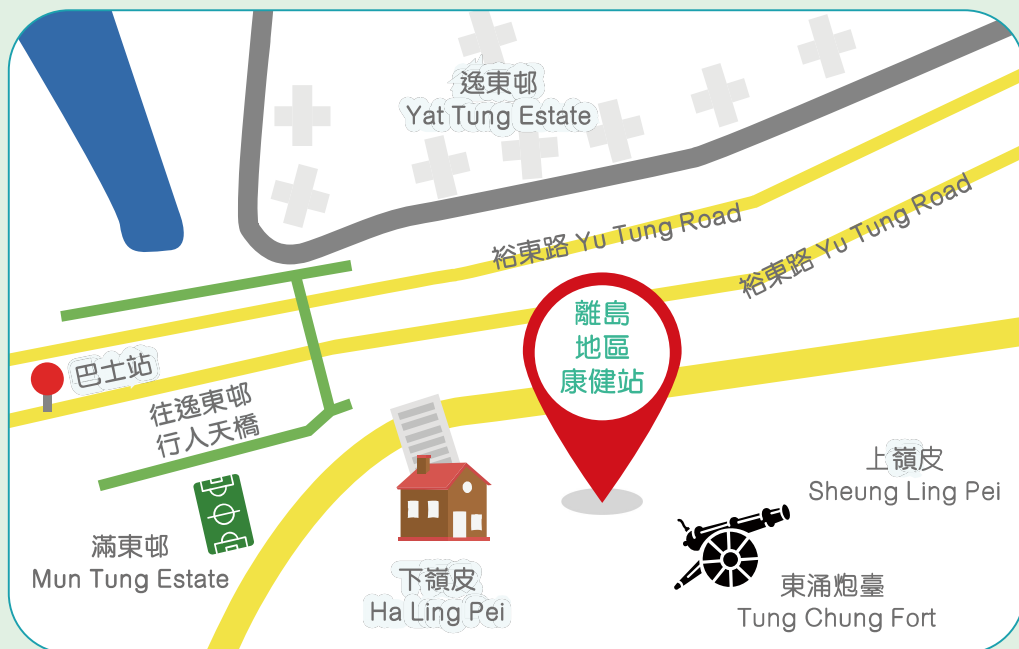 逸東邨
Yat Tung Estate
裕東路 Yu Tung Road
裕東路 Yu Tung Road
離島
地區
康健站
巴士站
往逸東邨
行人天橋
上嶺皮
Sheung Ling Pei
滿東邨
Mun Tung Estate
下嶺皮
Ha Ling Pei
東涌炮臺
Tung Chung Fort